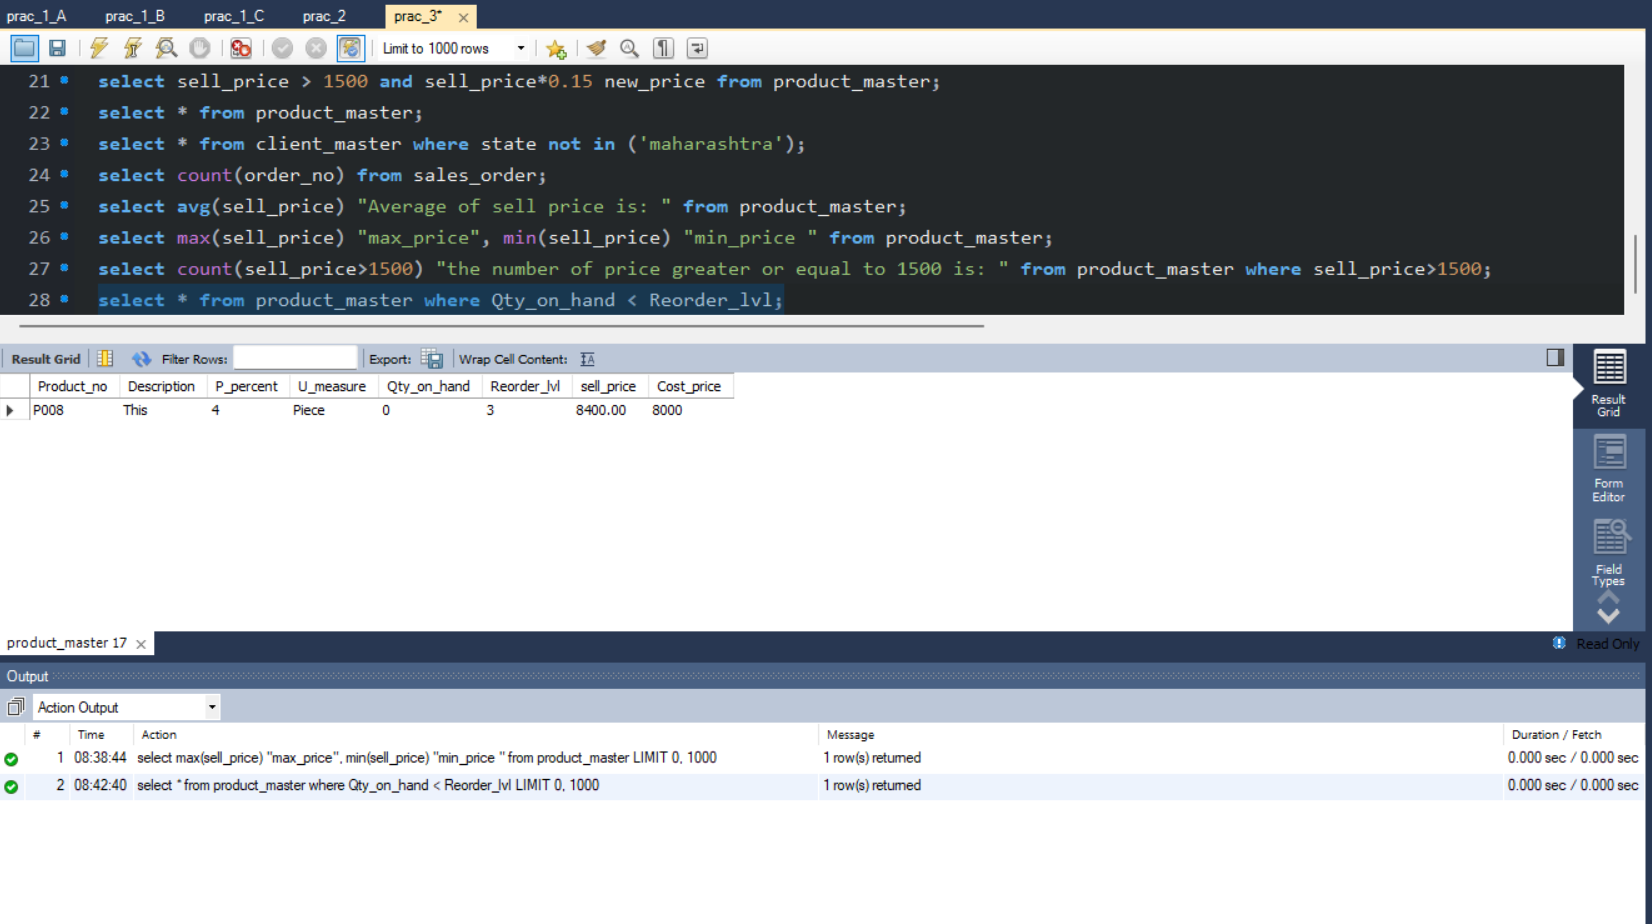 prac_1_A prac_1_B prac_1_C prac_2 prac_3*
Limit to 1000 rows
21 select sell_price > 1500 and sell_price*0.15 new_price from product_master;
22 select * from product_master;
23 select * from client_master where state not in ('maharashtra');
24 select count(order_no) from sales_order;
25 select avg(sell_price) "Average of sell price is: " from product_master;
26 select max(sell_price) "max_price", min(sell_price) "min_price " from product_master;
27 select count(sell_price>1500) "the number of price greater or equal to 1500 is: " from product_master where sell_price>1500;
28 select * from product_master where Qty_on_hand < Reorder_lvl;
Result Grid Filter Rows: Export: Wrap Cell Content:
Product_no Description P_percent U_measure Qty_on_hand Reorder_lvl sell_price Cost_price
P008 This 4 Piece 0 3 8400.00 8000
Result
Grid
Form
Editor
Field
Types
product_master 17 Read Only
Output
Action Output
# Time Action Message Duration / Fetch
1 08:38:44 select max(sell_price) "max_price", min(sell_price) "min_price " from product_master LIMIT 0, 1000 1 row(s) returned 0.000 sec / 0.000 sec
2 08:42:40 select * from product_master where Qty_on_hand < Reorder_lvl LIMIT 0, 1000 1 row(s) returned 0.000 sec / 0.000 sec